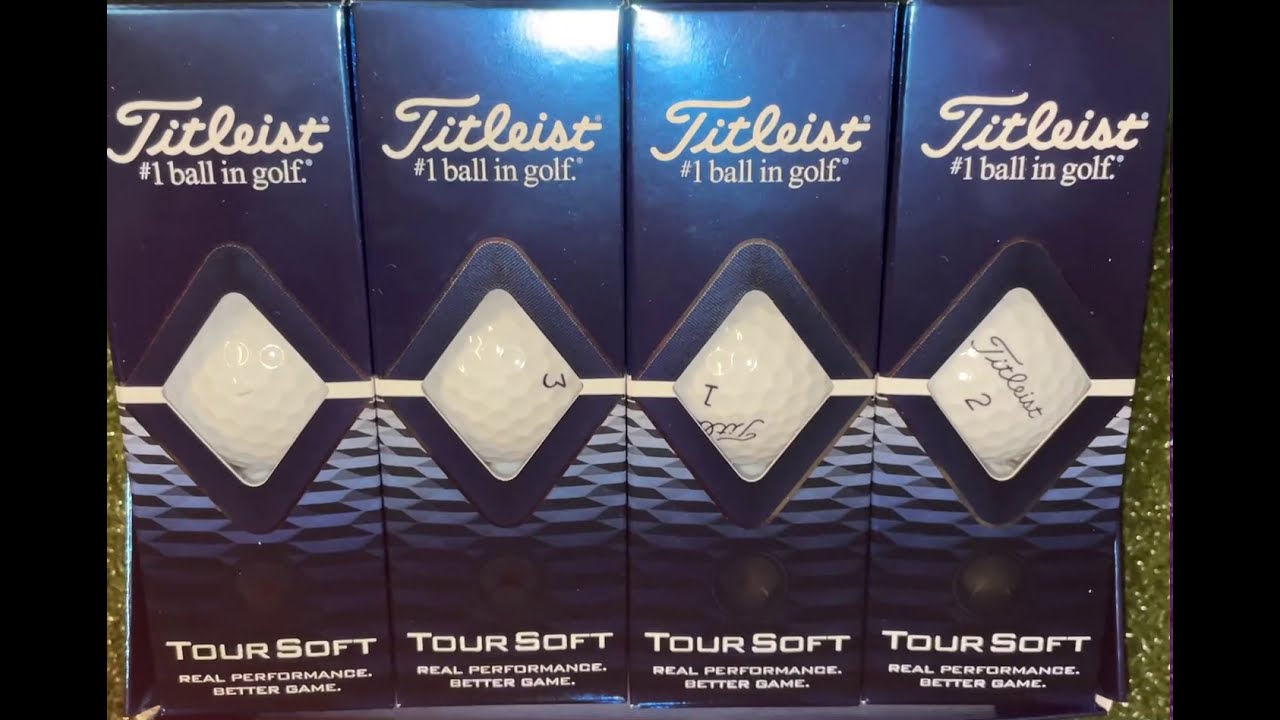 Titleist®
#1 ball in golf.®
TOUR SOFT
REAL PERFORMANCE.
BETTER GAME.
Titleist®
#1 ball in golf.®
3
TOUR SOFT
REAL PERFORMANCE.
BETTER GAME.
Titleist®
#1 ball in golf.®
1
Titl
TOUR SOFT
REAL PERFORMANCE.
BETTER GAME.
Titleist®
#1 ball in golf.®
Titleist
2
TOUR SOFT
REAL PERFORMANCE.
BETTER GAME.